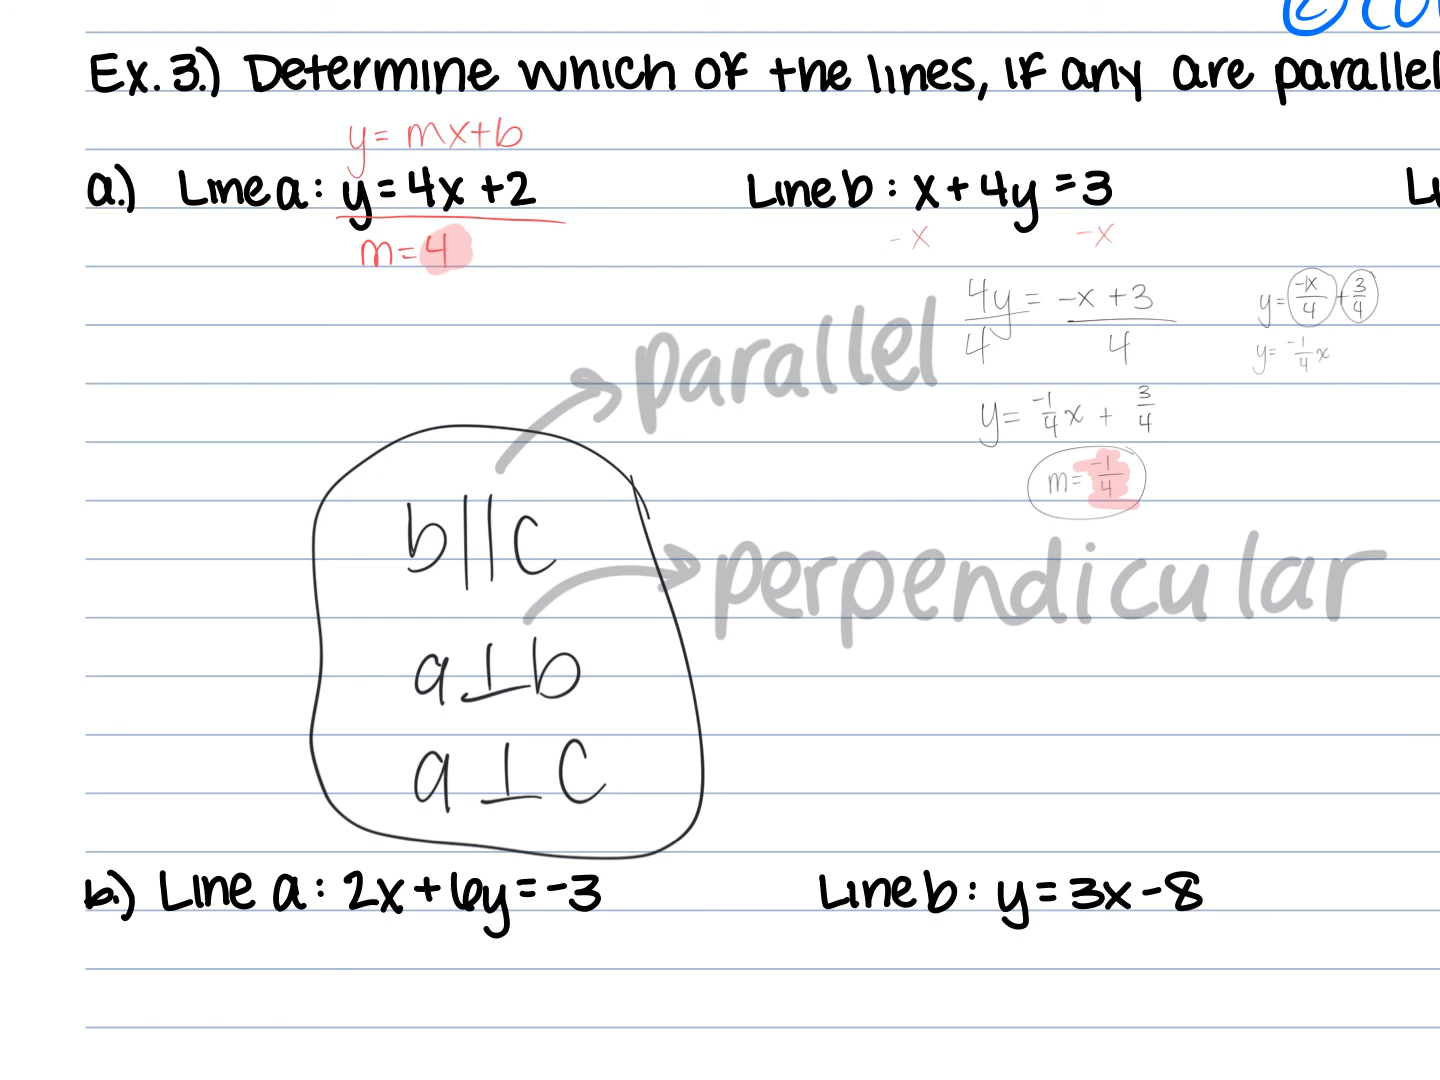 Ex. 3.) Determine which of the lines, if any are parallel
y = mx+b
a.) Line a: y = 4x + 2 Line b: x + 4y = 3
m = 4
-x -x
4y/4 = -x + 3/4
y = -1x/4 + 3/4
y = -1/4 x
parallel
y = -1/4 x + 3/4
m = -1/4
b || c
perpendicular
a ⊥ b
a ⊥ c
b.) Line a: 2x + 6y = -3 Line b: y = 3x - 8